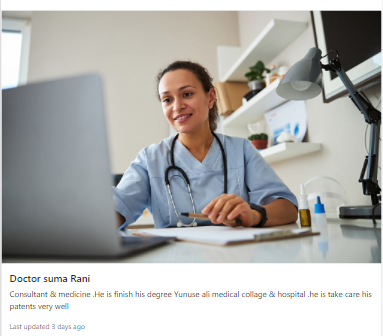 Doctor suma Rani
Consultant & medicine .He is finish his degree Yunuse ali medical collage & hospital .he is take care his
patents very well
Last updated 3 days ago